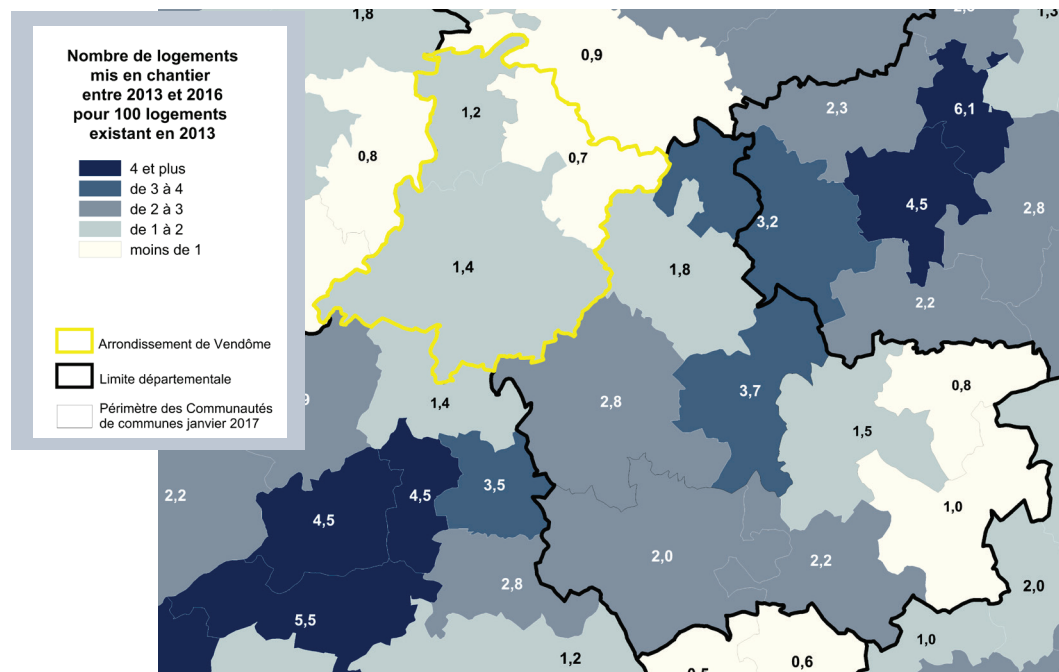 Nombre de logements
mis en chantier
entre 2013 et 2016
pour 100 logements
existant en 2013
4 et plus
de 3 à 4
de 2 à 3
de 1 à 2
moins de 1
Arrondissement de Vendôme
Limite départementale
Périmètre des Communautés
de communes janvier 2017
1,8
1,3
0,9
2,3
6,1
1,2
0,8
0,7
4,5
2,8
3,2
1,4
1,8
2,2
0,8
3,7
2,8
1,4
1,5
3,5
2,2
4,5
4,5
1,0
2,0
2,2
2,8
2,0
5,5
1,0
1,2
0,6
0,5